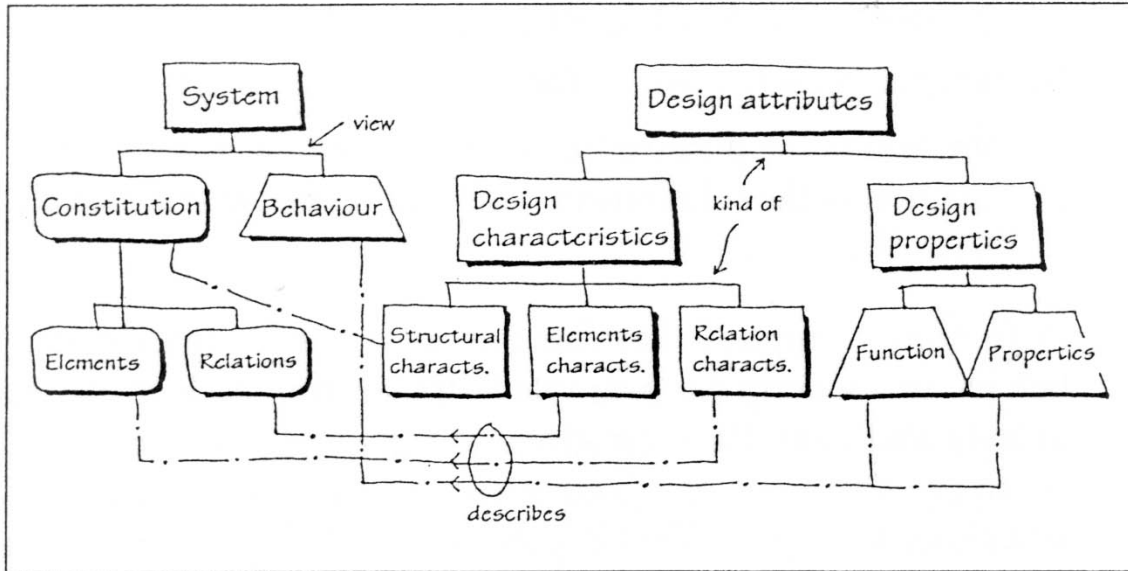 System
Design attributes
view
Constitution
Behaviour
Design
characteristics
kind of
Design
properties
Elements
Relations
Structural
characts.
Elements
characts.
Relation
characts.
Function
Properties
describes